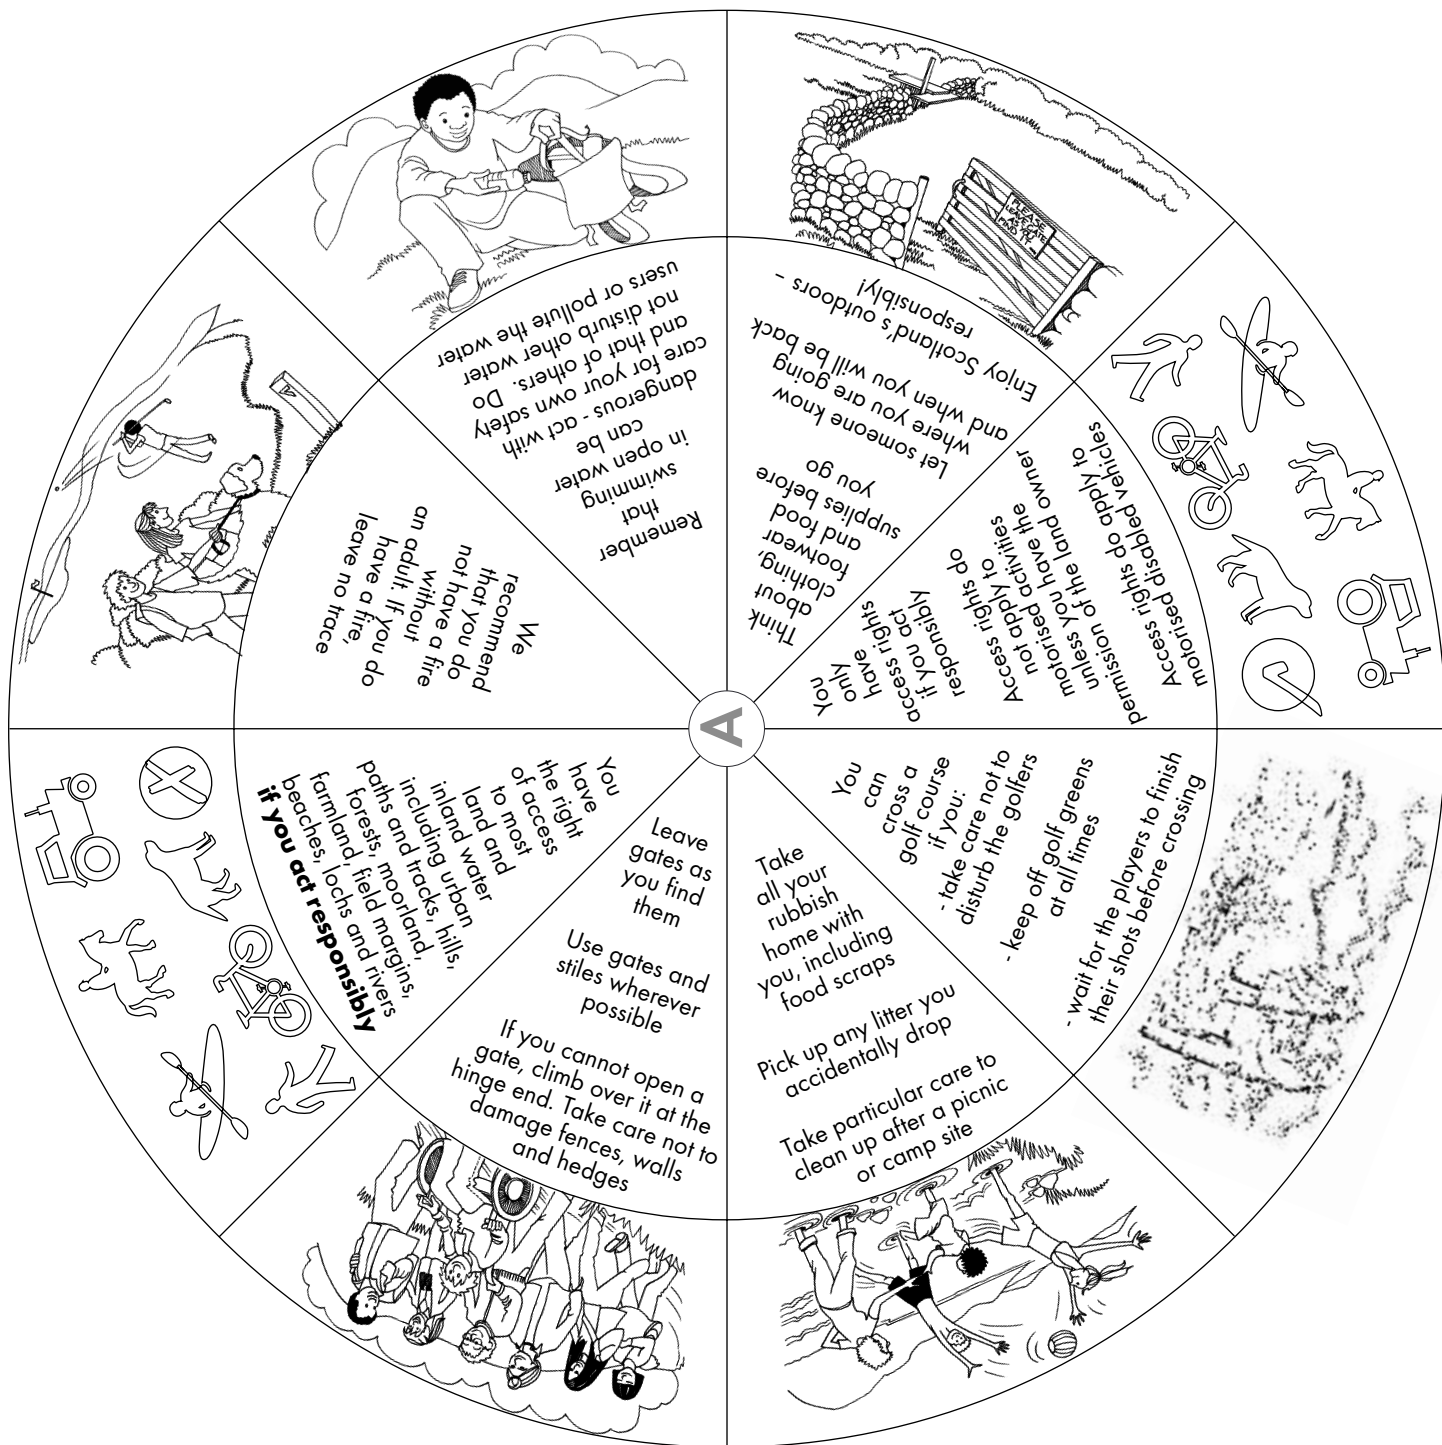 A
You
have
the right
of access
to most
land and
inland water
including urban
paths and tracks, hills,
forests, moorland,
farmland, field margins,
beaches, lochs and rivers
if you act responsibly
We
recommend
that you do
not have a fire
without
an adult. If you do
have a fire,
leave no trace
Remember
that
swimming
in open water
can be
dangerous - act with
care for your own safely
and that of others. Do
not disturb other water
users or pollute the water
Think
about
clothing,
footwear
and food
supplies before
you go
Let someone know
where you are going
and when you will be back
Enjoy Scotland's outdoors –
responsibly!
PLEASE
LEAVE GATE
AS YOU
FIND IT
You
only
have
access rights
if you act
responsibly
Access rights do
not apply to
motorised activities
unless you have the
permission of the land owner
Access rights do apply to
motorised disabled vehicles
You
can
cross a
golf course
if you:
- take care not to
disturb the golfers
- keep off golf greens
at all times
- wait for the players to finish
their shots before crossing
Take
all your
rubbish
home with
you, including
food scraps
Pick up any litter you
accidentally drop
Take particular care to
clean up after a picnic
or camp site
Leave
gates as
you find
them
Use gates and
stiles wherever
possible
If you cannot open a
gate, climb over it at the
hinge end. Take care not to
damage fences, walls
and hedges